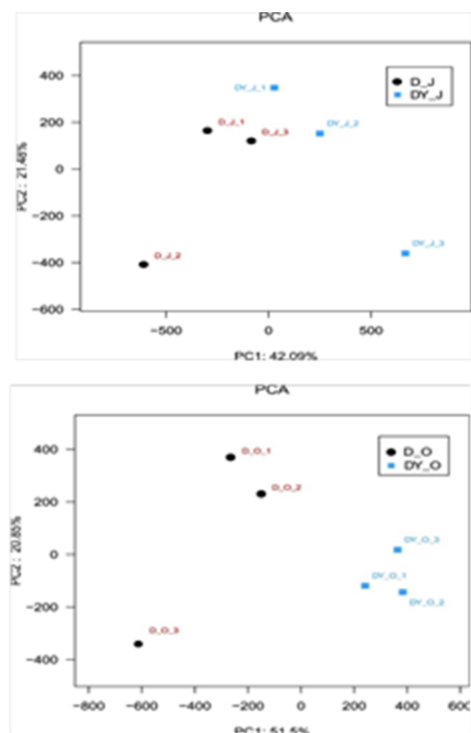 PCA
D_J
DY_J
DY_J_1
DY_J_2
D_J_1
D_J_3
D_J_2
DY_J_3
400
200
0
−200
−400
−600
PC2 : 21.48%
−500
0
500
PC1: 42.09%
PCA
D_O
DY_O
D_O_1
D_O_2
DY_O_3
DY_O_1
DY_O_2
D_O_3
400
200
0
−200
−400
PC2 : 20.85%
−800
−600
−400
−200
0
200
400
600
PC1: 51.5%